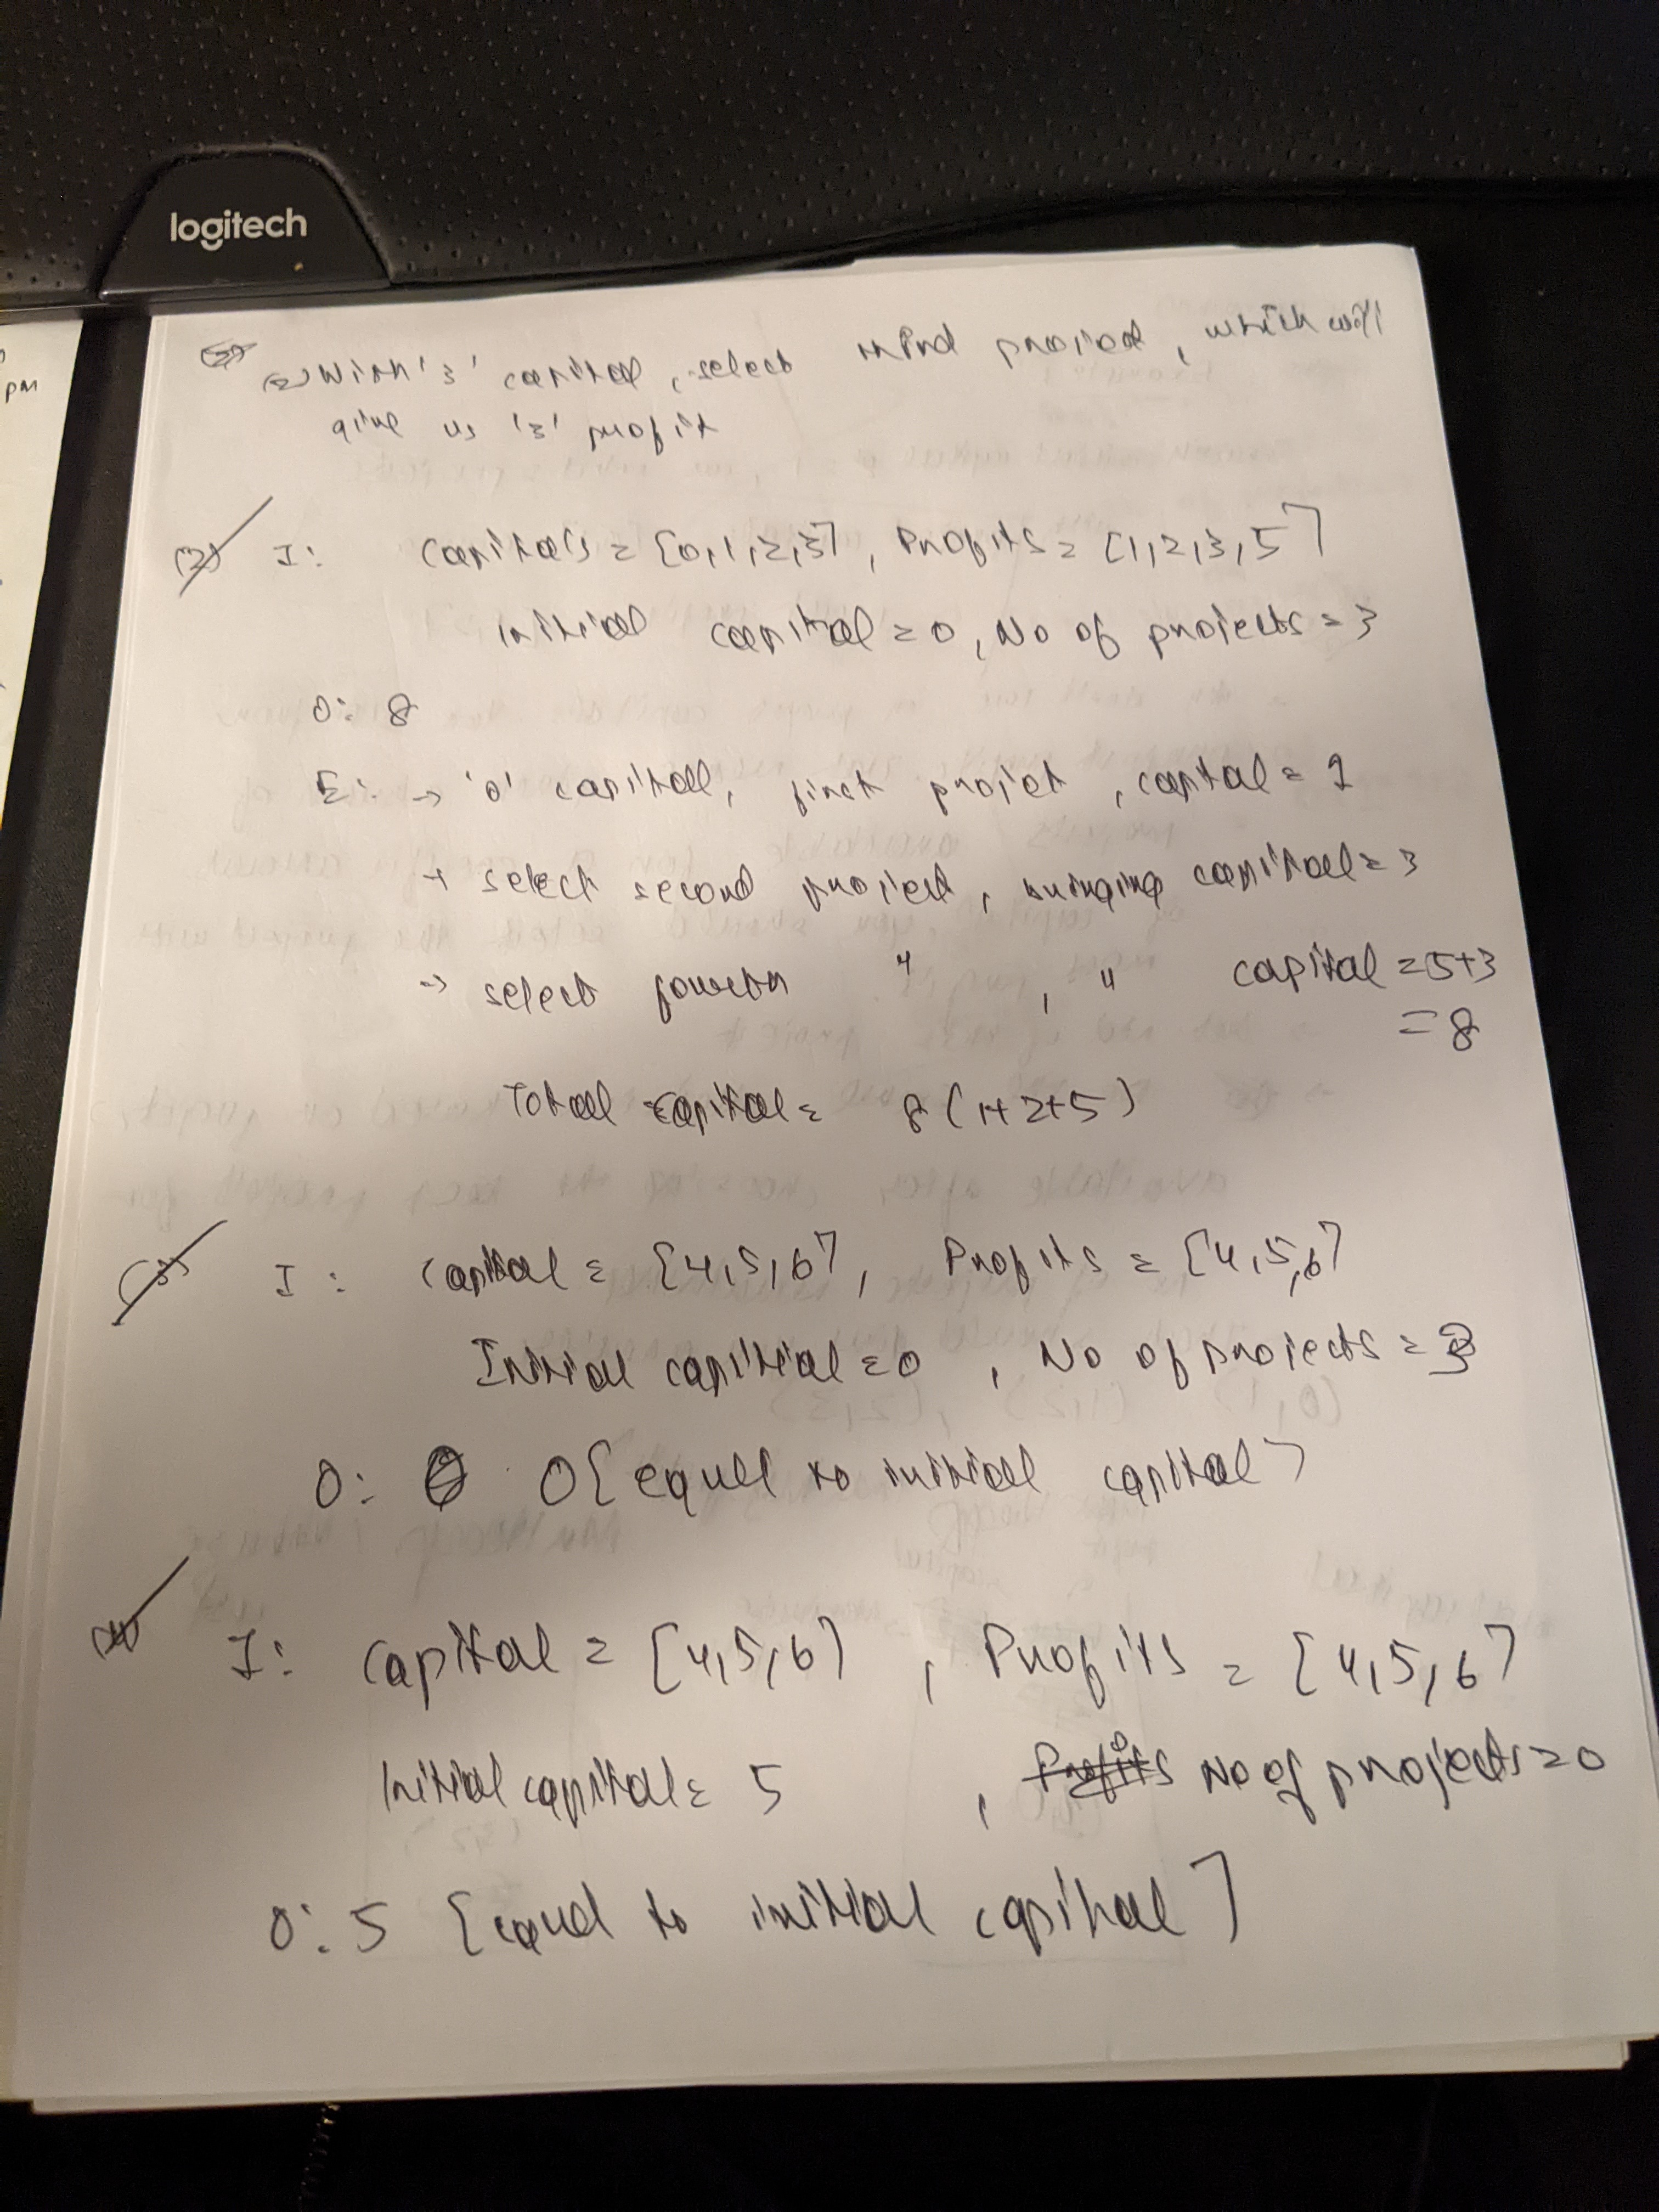 pm
logitech
(2) With '3' capital, select third project, which will
give us '3' profit
(2) I: Capitals = [0,1,2,3], Profits = [1,2,3,5]
initial capital = 0, No of projects = 3
O: 8
E: → '0' capital, first projet, capital = 1
→ select second project, bringing capital = 3
→ select fourth " , " capital = 5+3
= 8
Total capital = 8 (1+2+5)
(3) I: Capital = [4,5,6], Profits = [4,5,6]
Initial capitial = 0, No of projects = 3
O: 0 [equal to initial capital]
(4) I: Capital = [4,5,6], Profits = [4,5,6]
Initial capital = 5, No of projects = 0
O: 5 [equal to initial capital]